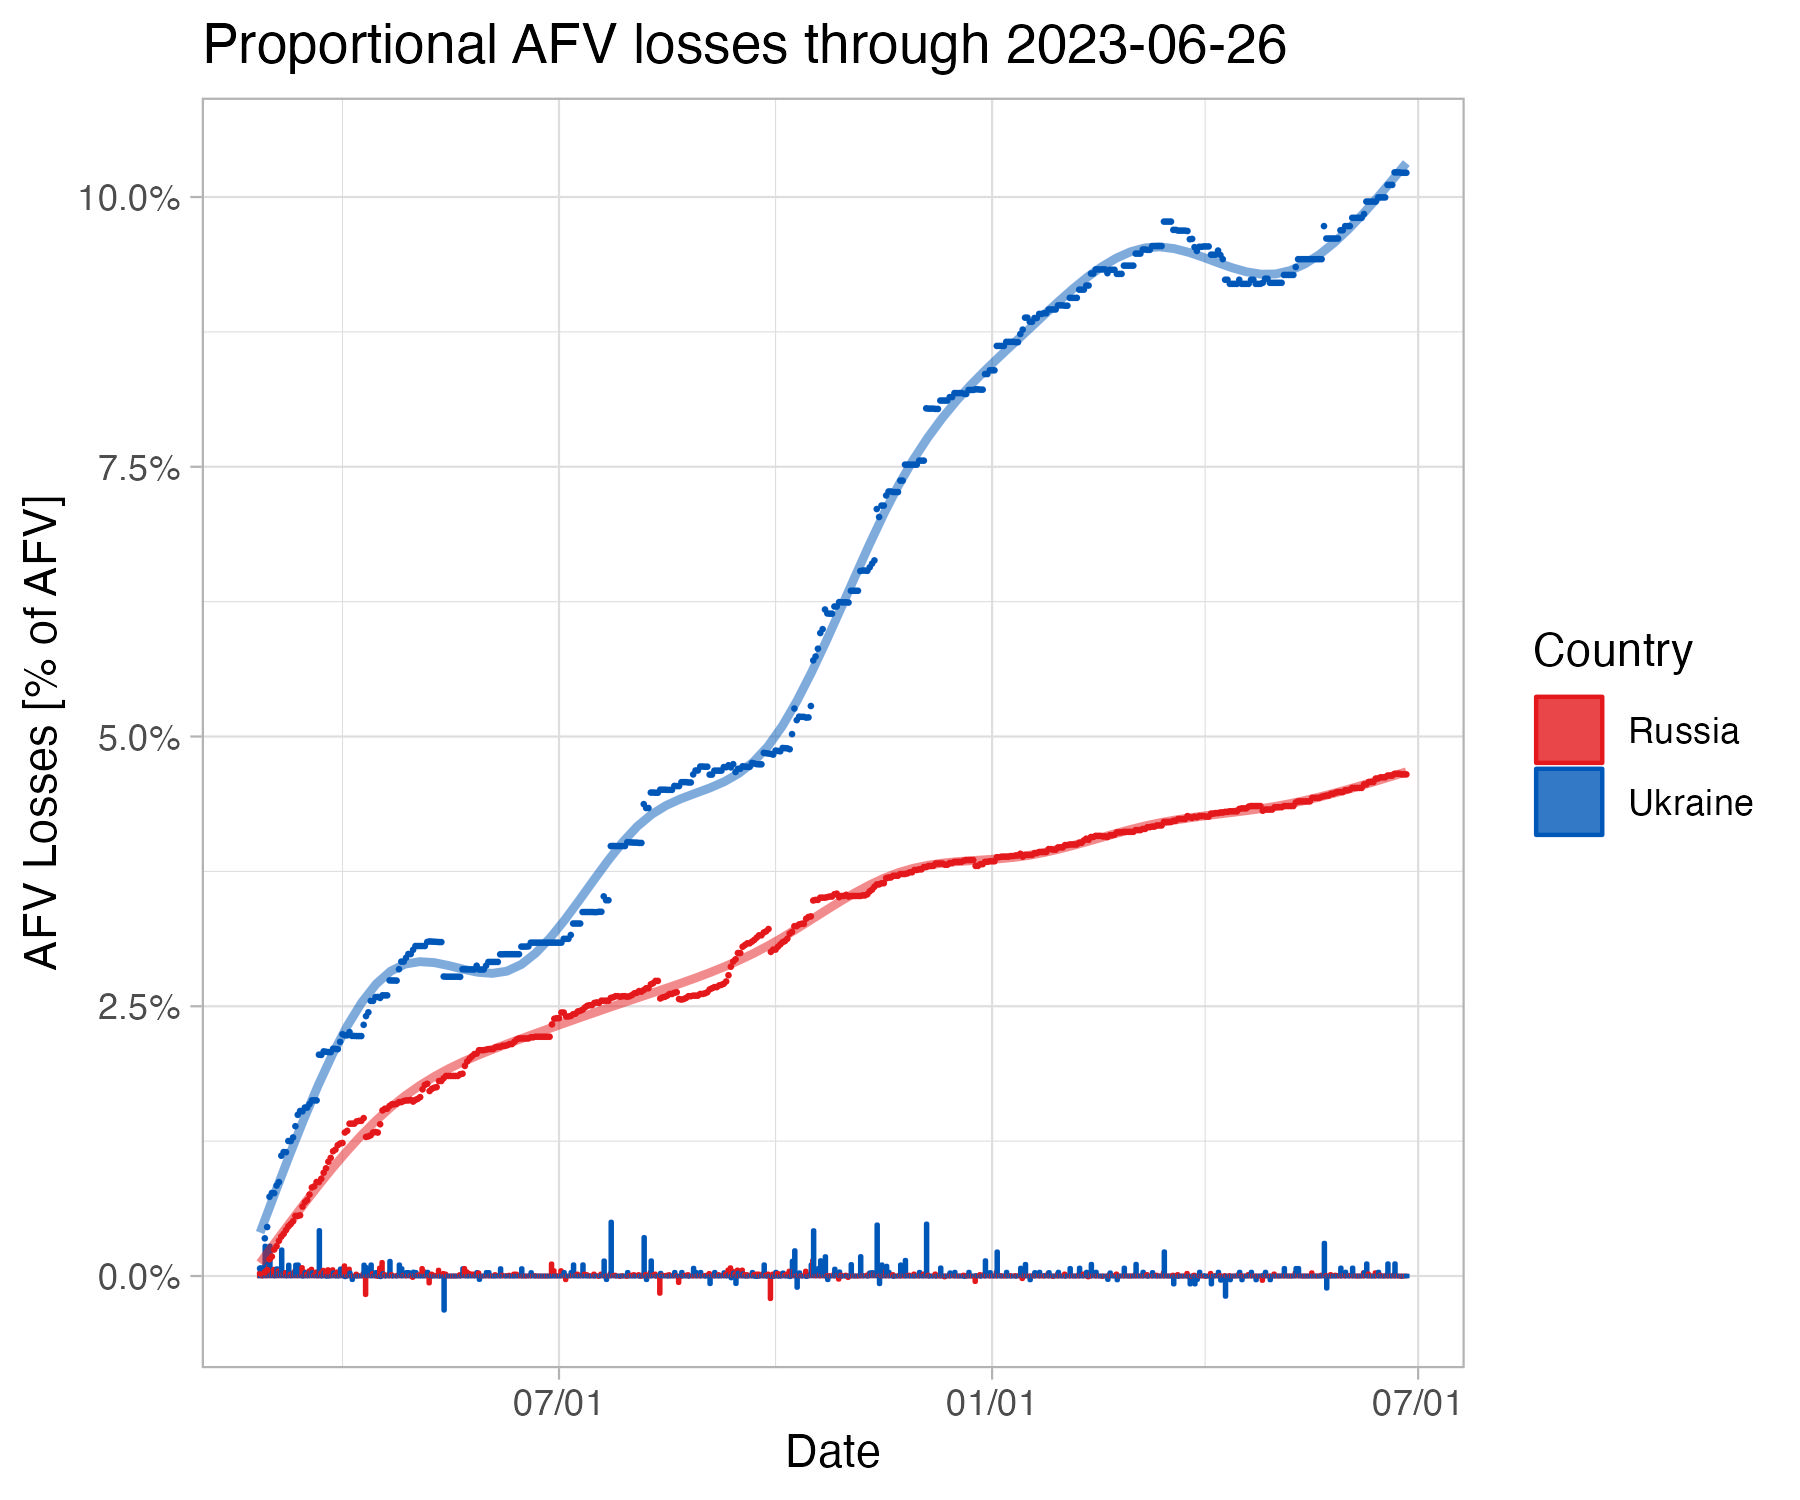 Proportional AFV losses through 2023-06-26
AFV Losses [% of AFV]
10.0%
7.5%
5.0%
2.5%
0.0%
07/01
01/01
07/01
Date
Country
Russia
Ukraine